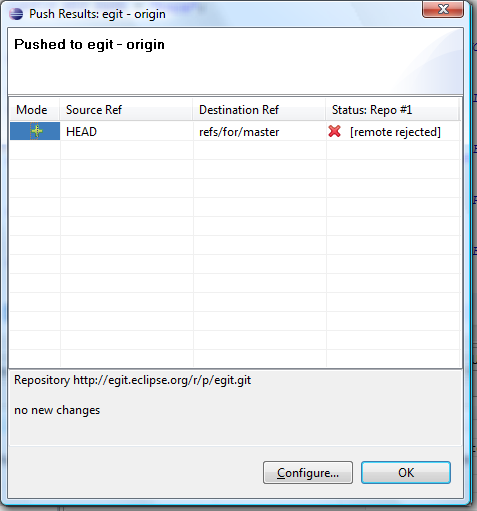 Push Results: egit - origin
Pushed to egit - origin
Mode Source Ref Destination Ref Status: Repo #1
HEAD refs/for/master [remote rejected]
Repository http://egit.eclipse.org/r/p/egit.git
no new changes
Configure... OK